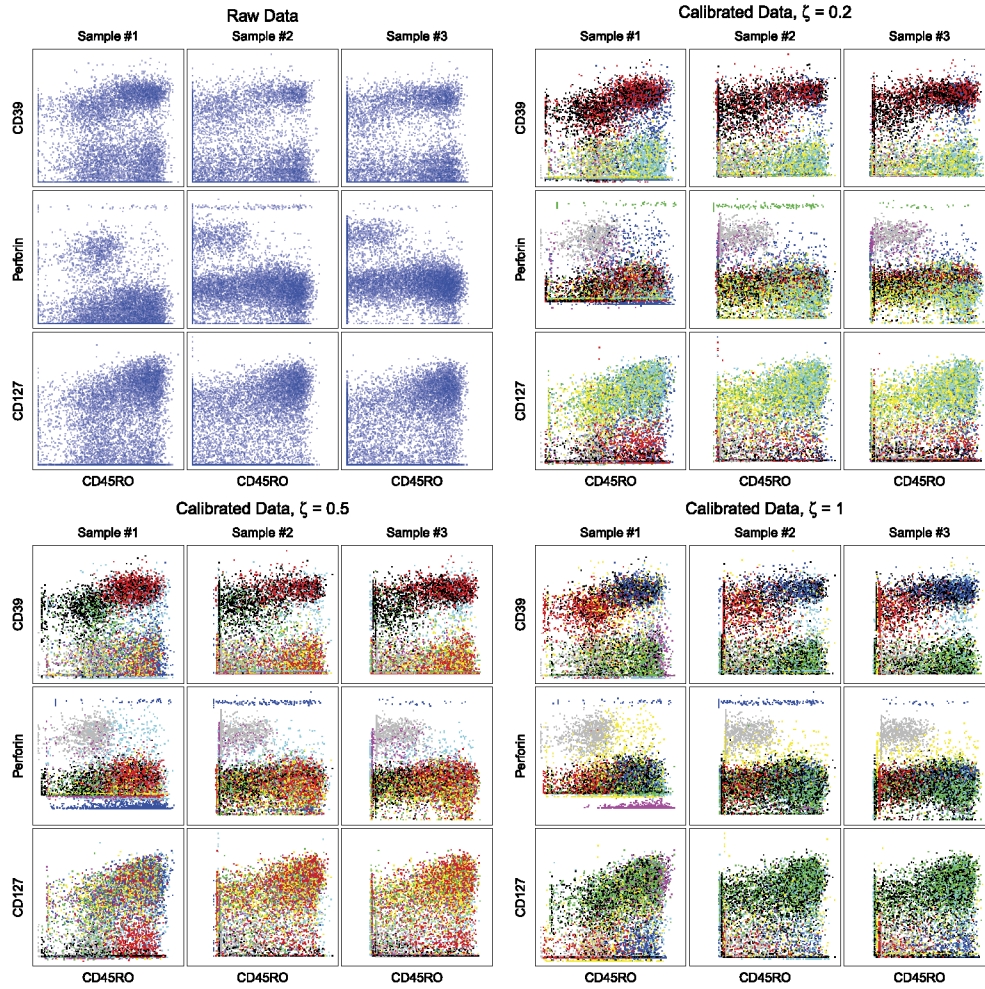 Raw Data
Sample #1 Sample #2 Sample #3
CD39
Perforin
CD127
CD45RO CD45RO CD45RO
Calibrated Data, ζ = 0.2
Sample #1 Sample #2 Sample #3
CD39
Perforin
CD127
CD45RO CD45RO CD45RO
Calibrated Data, ζ = 0.5
Sample #1 Sample #2 Sample #3
CD39
Perforin
CD127
CD45RO CD45RO CD45RO
Calibrated Data, ζ = 1
Sample #1 Sample #2 Sample #3
CD39
Perforin
CD127
CD45RO CD45RO CD45RO